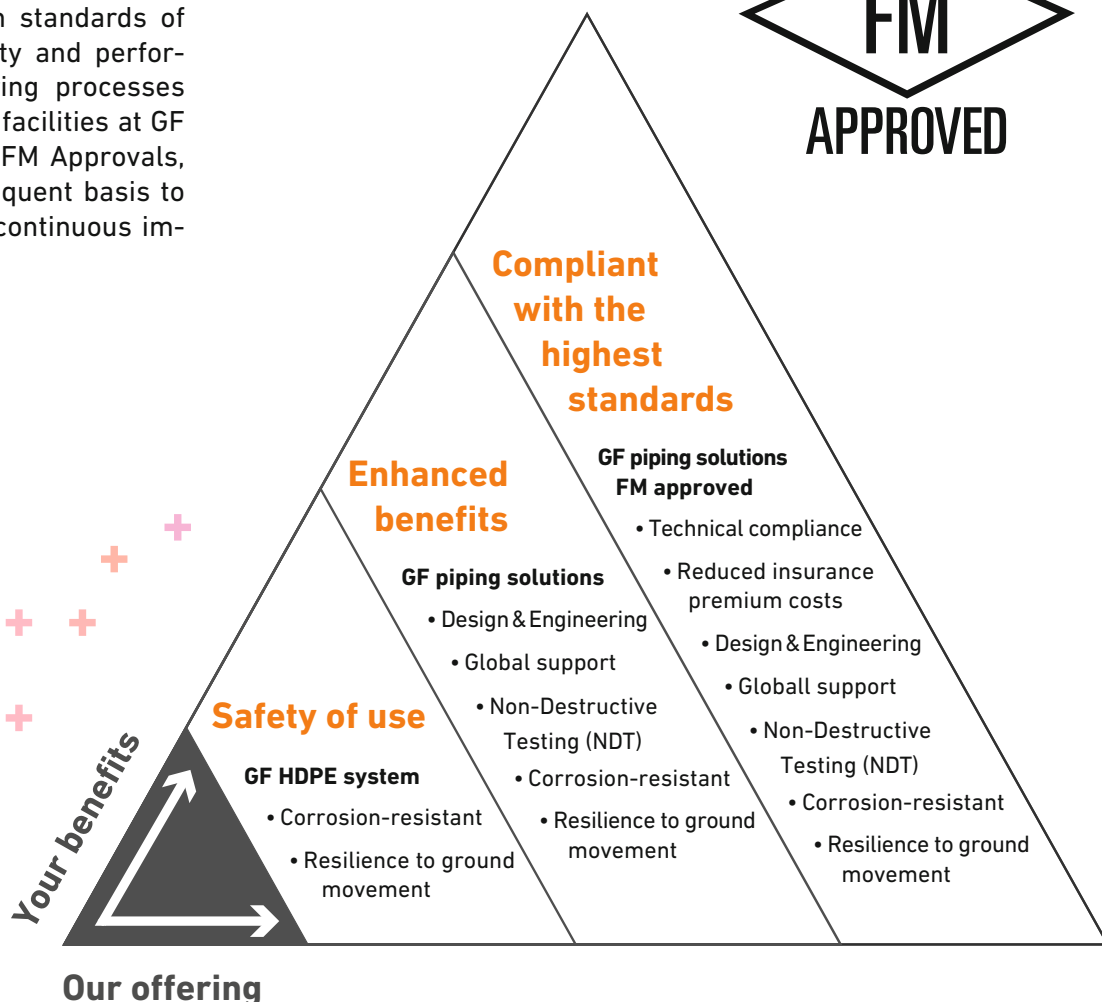 standards of
ty and perfor-
ing processes
facilities at GF
FM Approvals,
quent basis to
continuous im-
FM
APPROVED
Compliant
with the
highest
standards
GF piping solutions
FM approved
• Technical compliance
• Reduced insurance
premium costs
• Design & Engineering
• Globall support
• Non-Destructive
Testing (NDT)
• Corrosion-resistant
• Resilience to ground
movement
Enhanced
benefits
GF piping solutions
• Design & Engineering
• Global support
• Non-Destructive
Testing (NDT)
• Corrosion-resistant
• Resilience to ground
movement
Safety of use
GF HDPE system
• Corrosion-resistant
• Resilience to ground
movement
Your benefits
Our offering